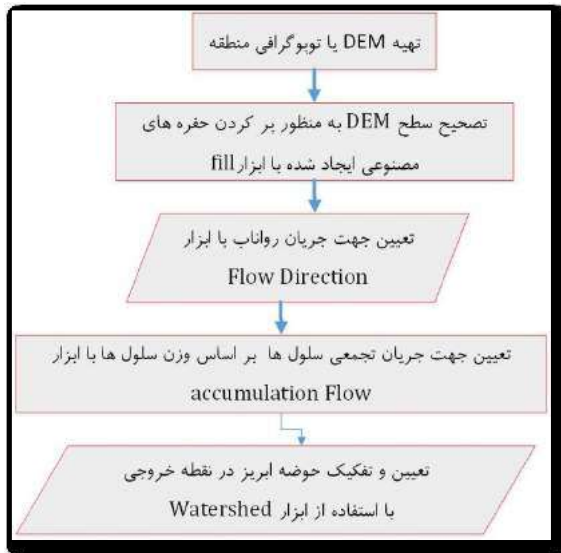 تهیه DEM یا توپوگرافی منطقه
تصحیح سطح DEM به منظور پر کردن حفره های
مصنوعی ایجاد شده با ابزار fill
تعیین جهت جریان رواناب با ابزار
Flow Direction
تعیین جهت جریان تجمعی سلول ها بر اساس وزن سلول ها با ابزار
accumulation Flow
تعیین و تفکیک حوضه ابریز در نقطه خروجی
با استفاده از ابزار Watershed